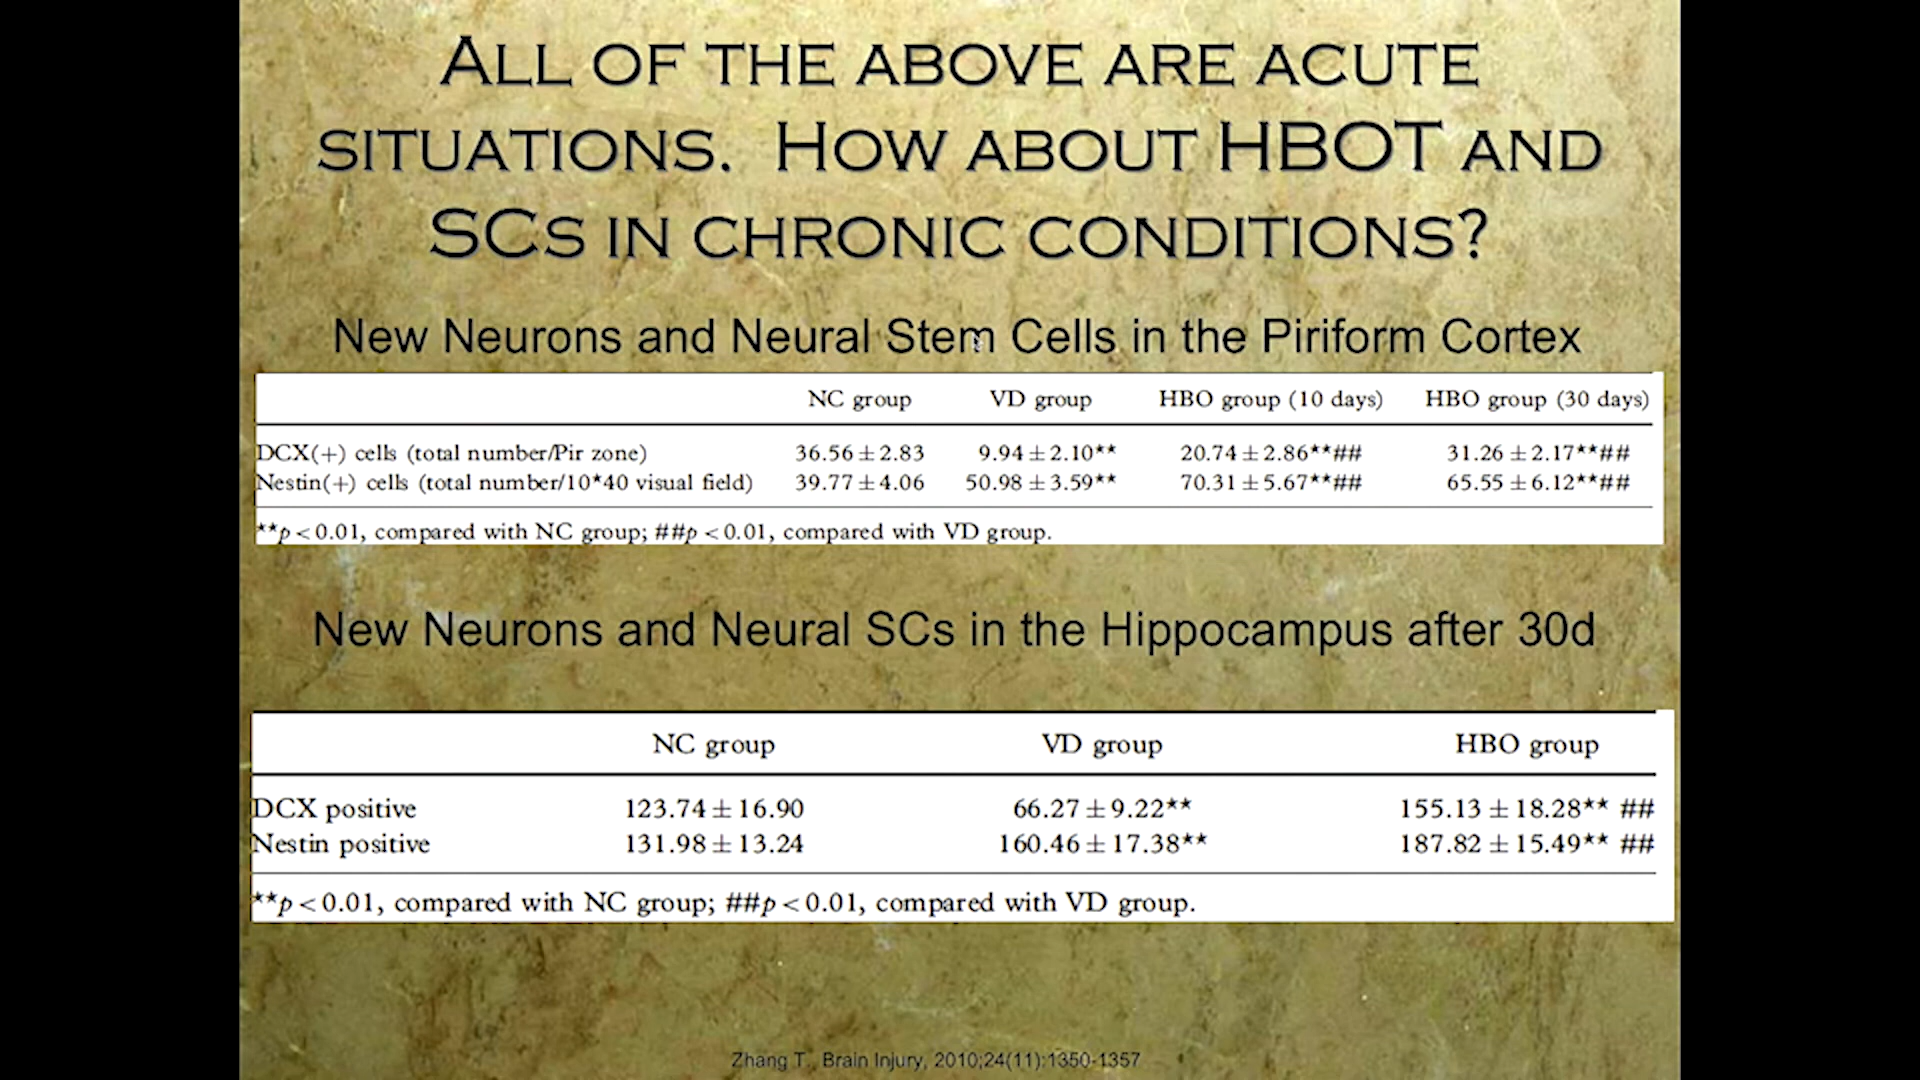 ALL OF THE ABOVE ARE ACUTE
SITUATIONS. HOW ABOUT HBOT AND
SCS IN CHRONIC CONDITIONS?
New Neurons and Neural Stem Cells in the Piriform Cortex
NC group VD group HBO group (10 days) HBO group (30 days)
DCX(+) cells (total number/Pir zone) 36.56 ± 2.83 9.94 ± 2.10** 20.74 ± 2.86**## 31.26 ± 2.17**##
Nestin(+) cells (total number/10*40 visual field) 39.77 ± 4.06 50.98 ± 3.59** 70.31 ± 5.67**## 65.55 ± 6.12**##
**p < 0.01, compared with NC group; ##p < 0.01, compared with VD group.
New Neurons and Neural SCs in the Hippocampus after 30d
NC group VD group HBO group
DCX positive 123.74 ± 16.90 66.27 ± 9.22** 155.13 ± 18.28** ##
Nestin positive 131.98 ± 13.24 160.46 ± 17.38** 187.82 ± 15.49** ##
**p < 0.01, compared with NC group; ##p < 0.01, compared with VD group.
Zhang T. Brain Injury, 2010;24(11):1350-1357